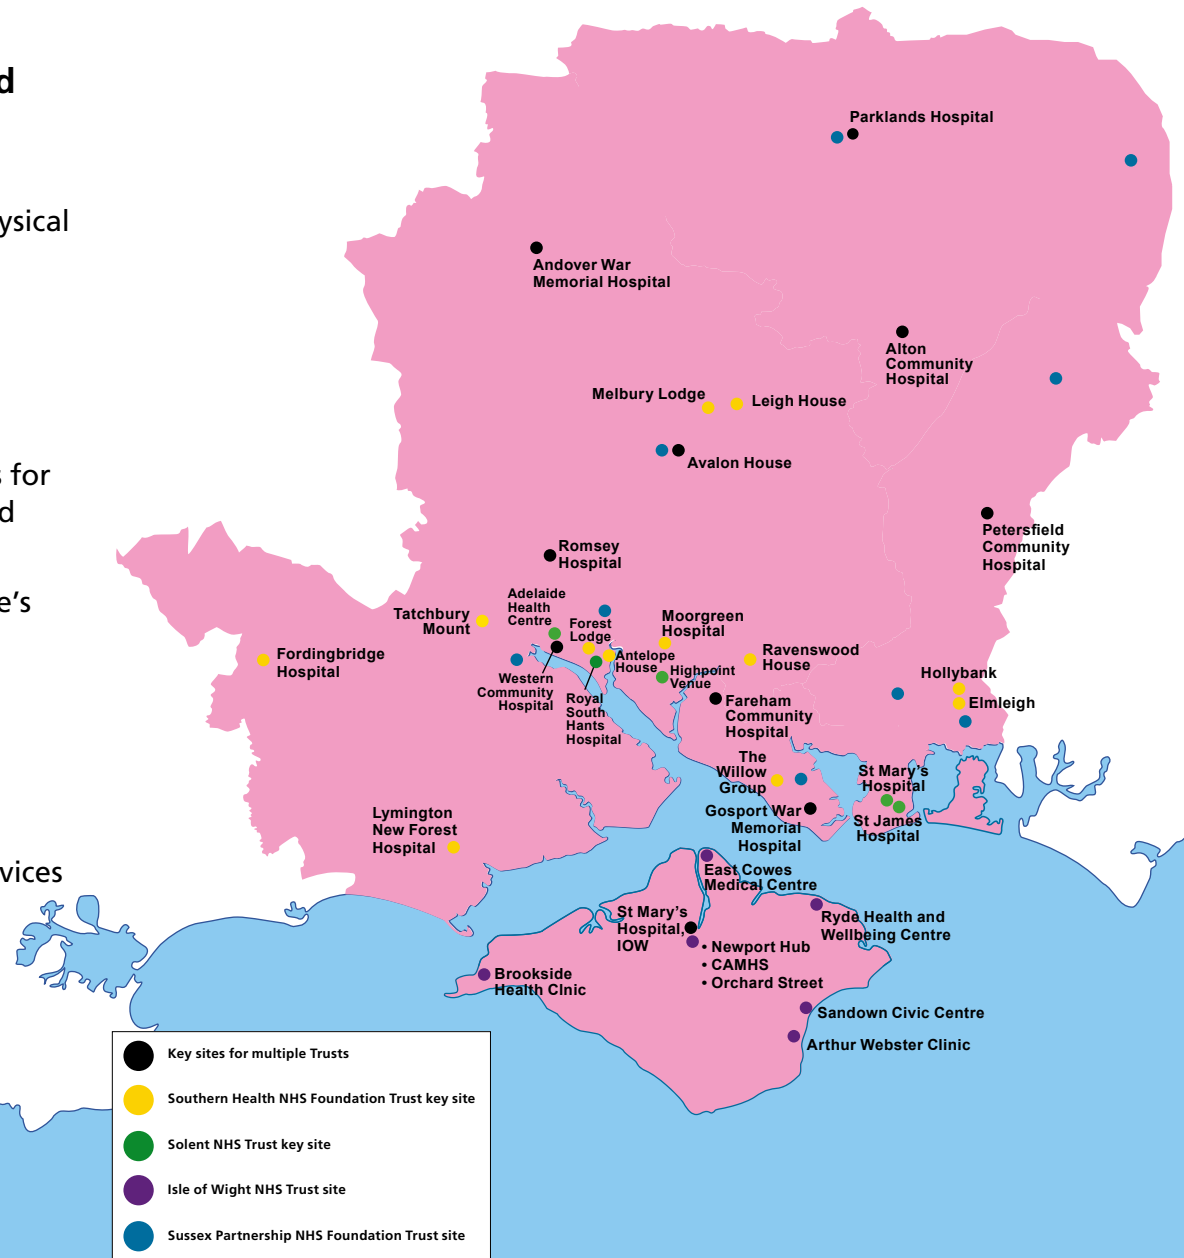 d
ysical
s for
d
e's
vices
Parklands Hospital
Andover War
Memorial Hospital
Alton
Community
Hospital
Melbury Lodge
Leigh House
Avalon House
Petersfield
Community
Hospital
Romsey
Hospital
Adelaide
Health
Centre
Tatchbury
Mount
Forest
Lodge
Moorgreen
Hospital
Fordingbridge
Hospital
Antelope
House
Ravenswood
House
Highpoint
Venue
Western
Community
Hospital
Royal
South
Hants
Hospital
Hollybank
Elmleigh
Fareham
Community
Hospital
The
Willow
Group
St Mary's
Hospital
Gosport War
Memorial
Hospital
St James
Hospital
Lymington
New Forest
Hospital
East Cowes
Medical Centre
St Mary's
Hospital,
IOW
Ryde Health and
Wellbeing Centre
• Newport Hub
• CAMHS
• Orchard Street
Brookside
Health Clnic
Sandown Civic Centre
Arthur Webster Clinic
Key sites for multiple Trusts
Southern Health NHS Foundation Trust key site
Solent NHS Trust key site
Isle of Wight NHS Trust site
Sussex Partnership NHS Foundation Trust site